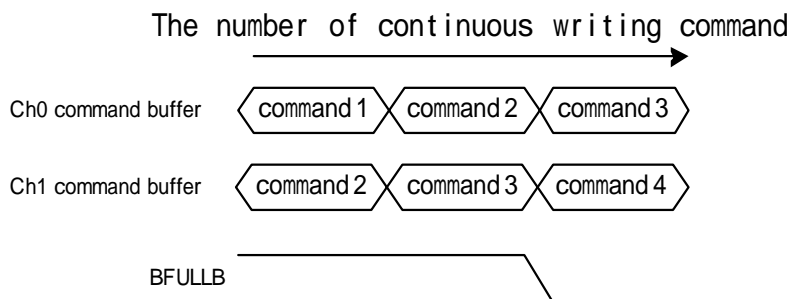 The number of continuous writing command
Ch0 command buffer command 1 command 2 command 3
Ch1 command buffer command 2 command 3 command 4
BFULLB